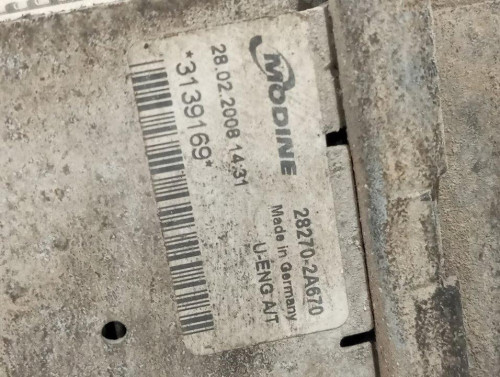 MODINE
28.02.2008 14:31
*3139169*
28270-2A670
Made in Germany
U-ENG A/T